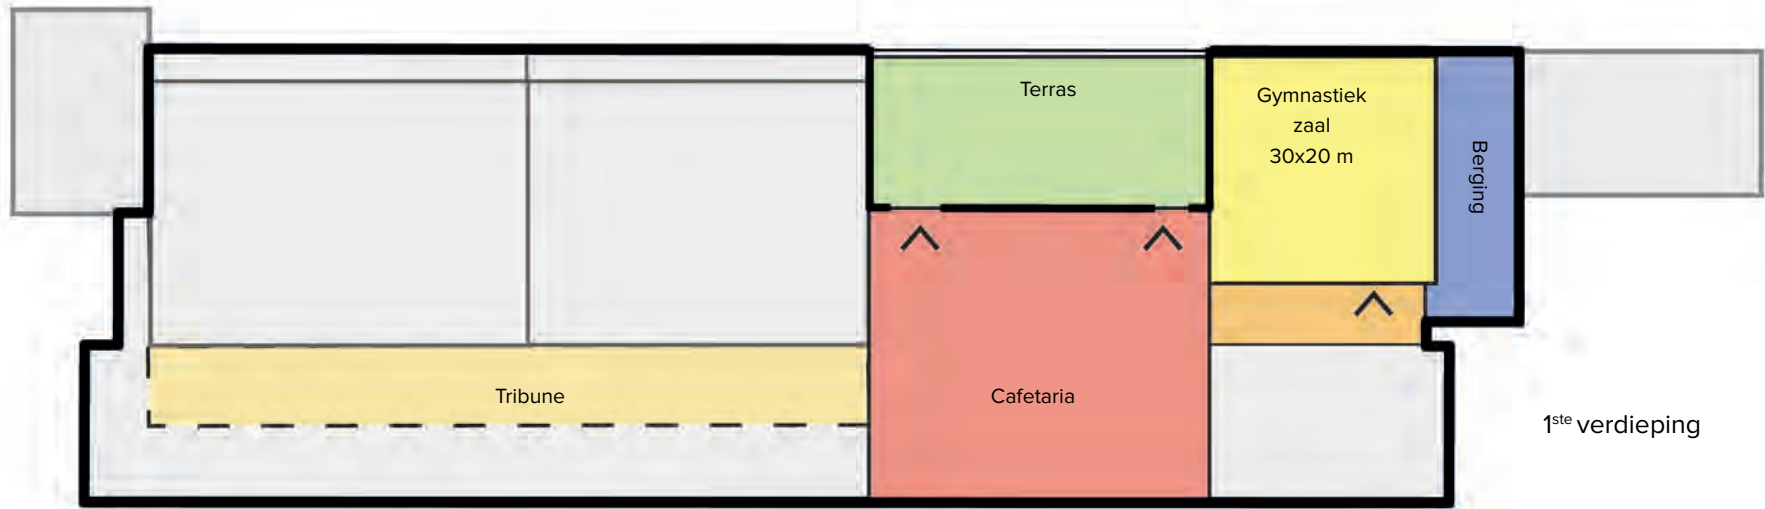 Terras
Gymnastiek
zaal
30x20 m
Berging
Tribune
Cafetaria
1ste verdieping